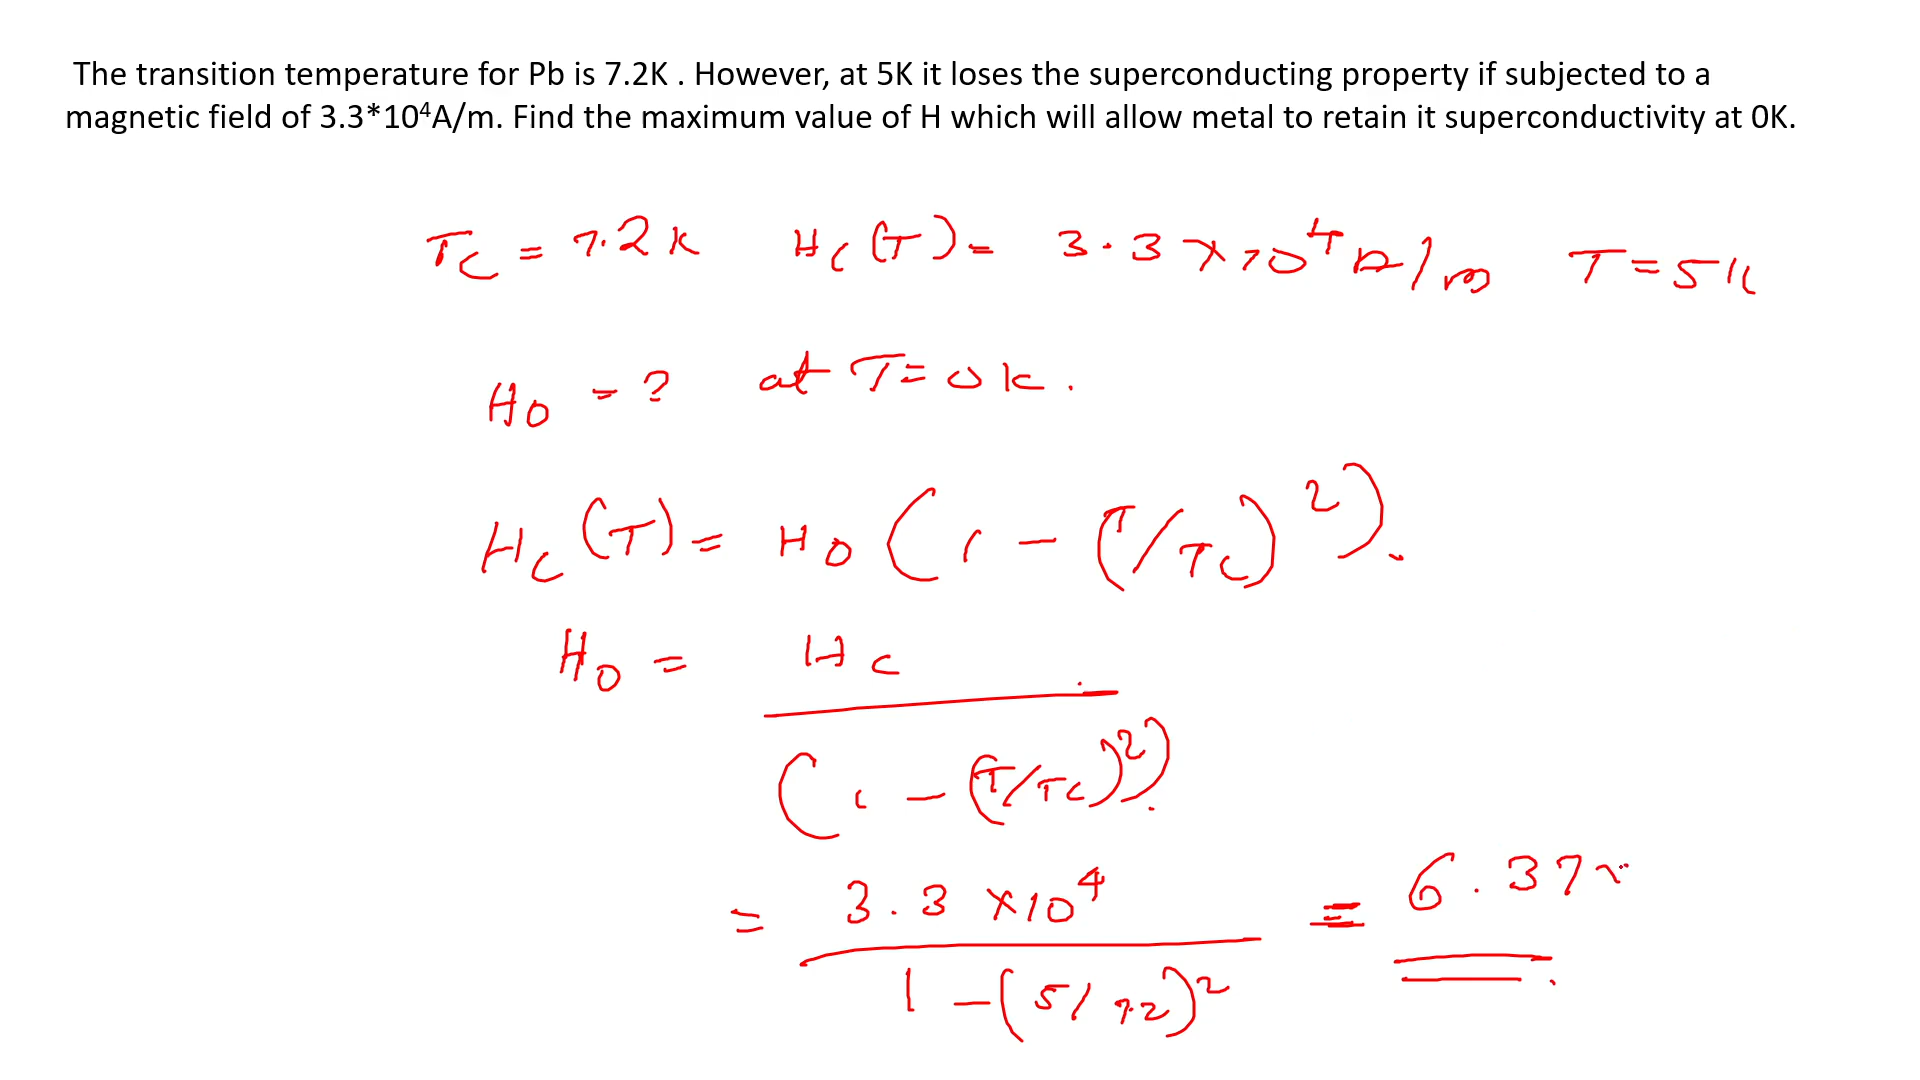 The transition temperature for Pb is 7.2K . However, at 5K it loses the superconducting property if subjected to a
magnetic field of 3.3*10⁴A/m. Find the maximum value of H which will allow metal to retain it superconductivity at 0K.
Tc = 7.2K Hc(T) = 3.3 × 10⁴ A/m T = 5K
H₀ = ? at T = 0K.
Hc(T) = H₀ (1 - (T/Tc)²).
H₀ = Hc
(1 - (T/Tc)²).
= 3.3 ×10⁴ = 6.37
1 - (5/7.2)²